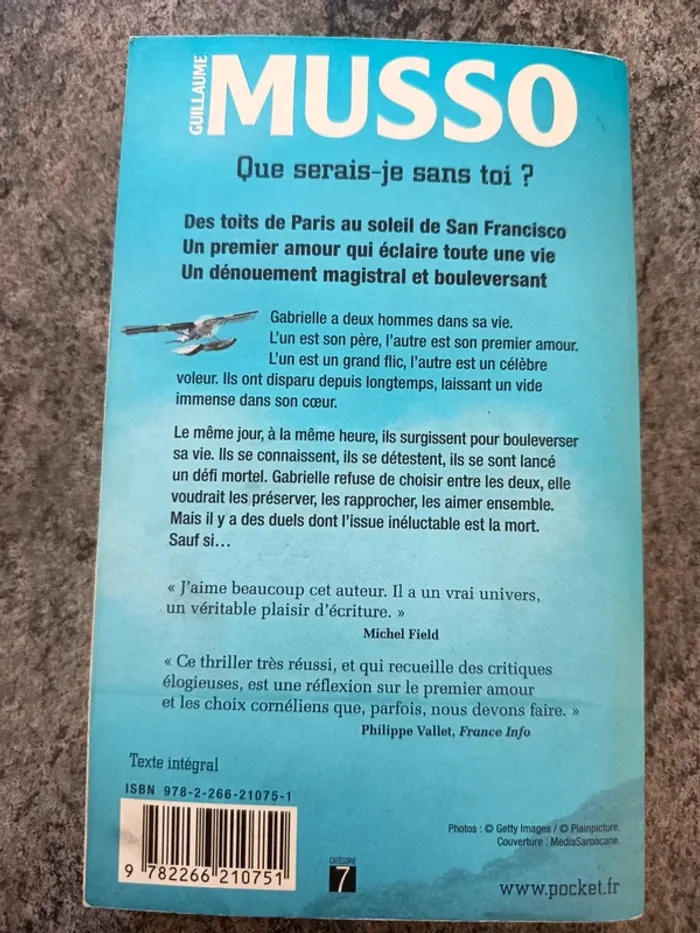 GUILLAUME
MUSSO
Que serais-je sans toi ?
Des toits de Paris au soleil de San Francisco
Un premier amour qui éclaire toute une vie
Un dénouement magistral et bouleversant
Gabrielle a deux hommes dans sa vie.
L'un est son père, l'autre est son premier amour.
L'un est un grand flic, l'autre est un célèbre
voleur. Ils ont disparu depuis longtemps, laissant un vide
immense dans son cœur.
Le même jour, à la même heure, ils surgissent pour bouleverser
sa vie. Ils se connaissent, ils se détestent, ils se sont lancé
un défi mortel. Gabrielle refuse de choisir entre les deux, elle
voudrait les préserver, les rapprocher, les aimer ensemble.
Mais il y a des duels dont l'issue inéluctable est la mort.
Sauf si...
« J'aime beaucoup cet auteur. Il a un vrai univers,
un véritable plaisir d'écriture. »
Michel Field
« Ce thriller très réussi, et qui recueille des critiques
élogieuses, est une réflexion sur le premier amour
et les choix cornéliens que, parfois, nous devons faire. »
Philippe Vallet, France Info
Texte intégral
ISBN 978-2-266-21075-1
9 782266 210751
CATÉGORIE
7
Photos : © Getty Images / © Plainpicture.
Couverture : MediaSarbacane.
www.pocket.fr